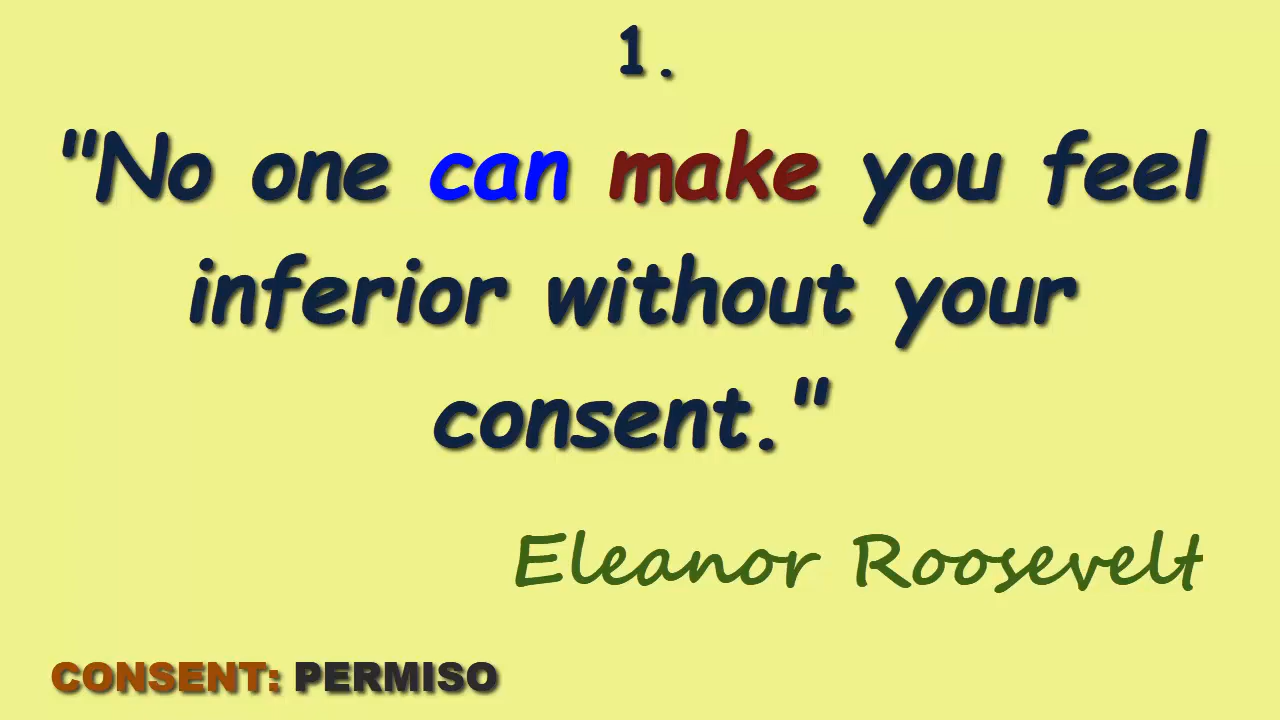 1.
"No one can make you feel
inferior without your
consent."
Eleanor Roosevelt
CONSENT: PERMISO